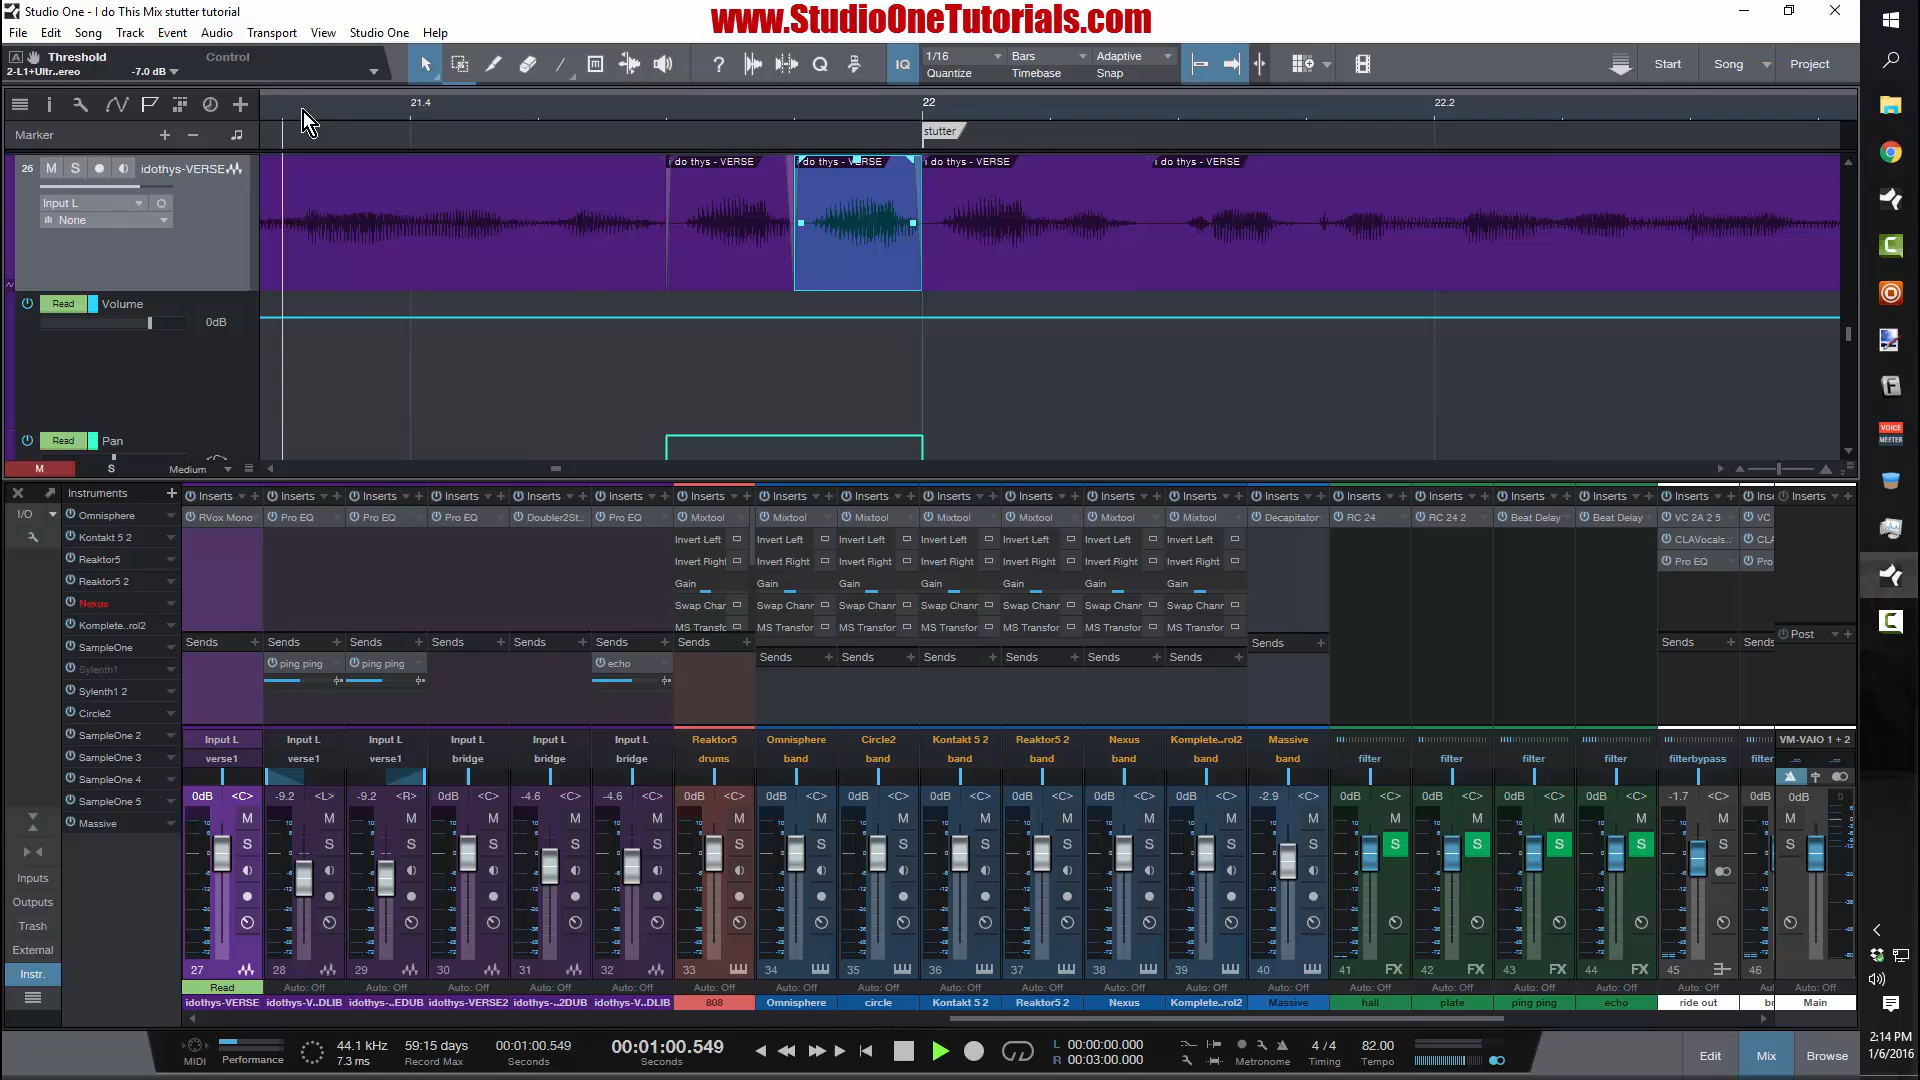 Studio One - I do This Mix stutter tutorial
www.StudioOneTutorials.com
File Edit Song Track Event Audio Transport View Studio One Help
Threshold Control
2-L1+Ultr..ereo -7.0 dB
1/16 Bars Adaptive
IQ Quantize Timebase Snap
Start Song Project
21.4 22 22.2
Marker
stutter
26 M S idothys-VERSE
do thys - VERSE do thys - VERSE do thys - VERSE do thys - VERSE
Input L
None
Read Volume
0dB
Read Pan
M S Medium
I/O
Inputs
Outputs
Trash
External
Instr.
Instruments
Omnisphere
Kontakt 5 2
Reaktor5
Reaktor5 2
Nexus
Komplete..rol2
SampleOne
Sylenth1
Sylenth1 2
Circle2
SampleOne 2
SampleOne 3
SampleOne 4
SampleOne 5
Massive
Inserts Inserts Inserts Inserts Inserts Inserts Inserts Inserts Inserts Inserts Inserts Inserts Inserts Inserts Inserts Inserts Inserts Inserts Inserts Inse Inserts
RVox Mono Pro EQ Pro EQ Pro EQ Doubler2St.. Pro EQ Mixtool Mixtool Mixtool Mixtool Mixtool Mixtool Mixtool Decapitator RC 24 RC 24 2 Beat Delay Beat Delay VC 2A 2 5 VC
Invert Left Invert Left Invert Left Invert Left Invert Left Invert Left Invert Left CLAVocals.. CLA
Invert Right Invert Right Invert Right Invert Right Invert Right Invert Right Invert Right Pro EQ Pro
Gain Gain Gain Gain Gain Gain Gain
Swap Chanr Swap Chanr Swap Chanr Swap Chanr Swap Chanr Swap Chanr Swap Chanr
MS Transfor MS Transfor MS Transfor MS Transfor MS Transfor MS Transfor MS Transfor Post
Sends Sends Sends Sends Sends Sends Sends Sends Sends Sends Sends Sends Sends Sends Sends Sends
ping ping ping ping echo
Input L Input L Input L Input L Input L Input L Reaktor5 Omnisphere Circle2 Kontakt 5 2 Reaktor5 2 Nexus Komplete..rol2 Massive VM-VAIO 1 + 2
verse1 verse1 verse1 bridge bridge bridge drums band band band band band band band filter filter filter filter filterbypass filter
0dB <C> -9.2 <L> -9.2 <R> 0dB <C> -4.6 <C> -4.6 <C> 0dB <C> 0dB <C> 0dB <C> 0dB <C> 0dB <C> 0dB <C> 0dB <C> -2.9 <C> 0dB <C> 0dB <C> 0dB <C> 0dB <C> -1.7 <C> 0dB 0dB
M M M M M M M M M M M M M M M M M M M M
S S S S S S S S S S S S S S S S S S S S
27 28 29 30 31 32 33 34 35 36 37 38 39 40 41 FX 42 FX 43 FX 44 FX 45 46
Read Auto: Off Auto: Off Auto: Off Auto: Off Auto: Off Auto: Off Auto: Off Auto: Off Auto: Off Auto: Off Auto: Off Auto: Off Auto: Off Auto: Off Auto: Off Auto: Off Auto: Off Auto: Off Auto: Off
idothys-VERSE idothys-V..DLIB idothys-..EDUB idothys-VERSE2 idothys-..2DUB idothys-V..DLIB 808 Omnisphere circle Kontakt 5 2 Reaktor5 2 Nexus Komplete..rol2 Massive hall plate ping ping echo ride out br Main
MIDI Performance
44.1 kHz
7.3 ms
59:15 days
Record Max
00:01:00.549
Seconds
00:01:00.549
Seconds
L 00:00:00.000
R 00:03:00.000
Metronome
4 / 4
Timing
82.00
Tempo
Edit Mix Browse
VOICE
MEETER
2:14 PM
1/6/2016